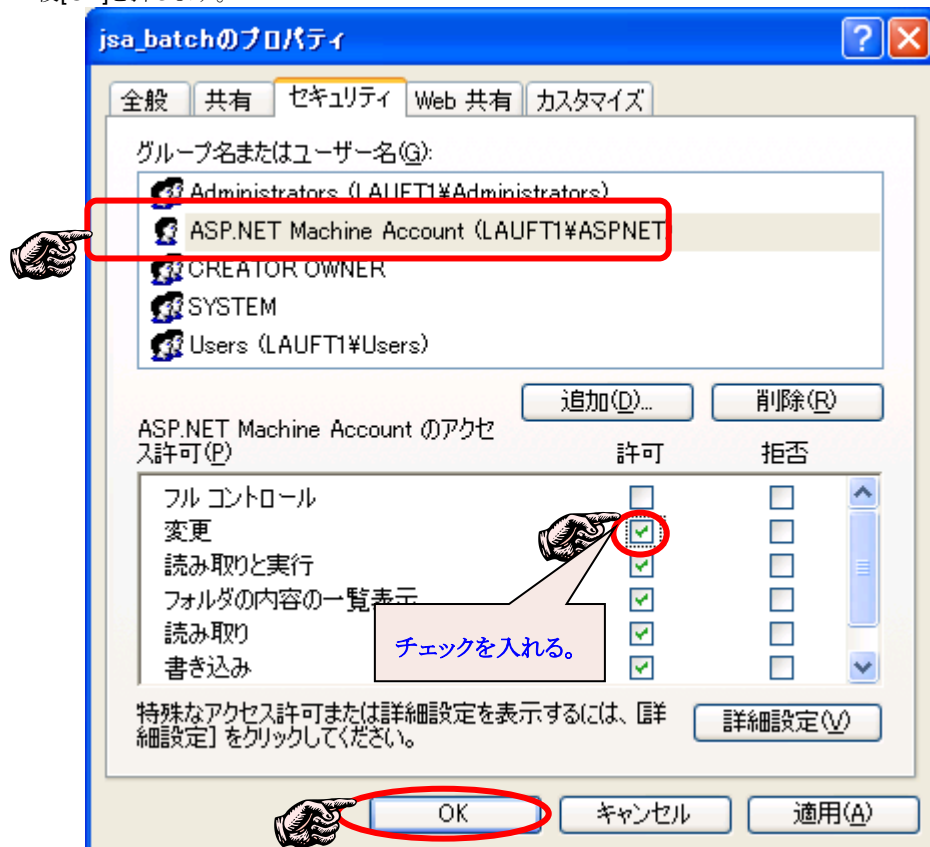 jsa_batchのプロパティ
全般 共有 セキュリティ Web 共有 カスタマイズ
グループ名またはユーザー名(G):
Administrators (LAUFT1¥Administrators)
ASP.NET Machine Account (LAUFT1¥ASPNET)
CREATOR OWNER
SYSTEM
Users (LAUFT1¥Users)
追加(D)... 削除(R)
ASP.NET Machine Account のアクセ
ス許可(P) 許可 拒否
フル コントロール
変更
読み取りと実行
フォルダの内容の一覧表示
読み取り
書き込み
チェックを入れる。
特殊なアクセス許可または詳細設定を表示するには、[詳
細設定] をクリックしてください。
詳細設定(V)
OK キャンセル 適用(A)